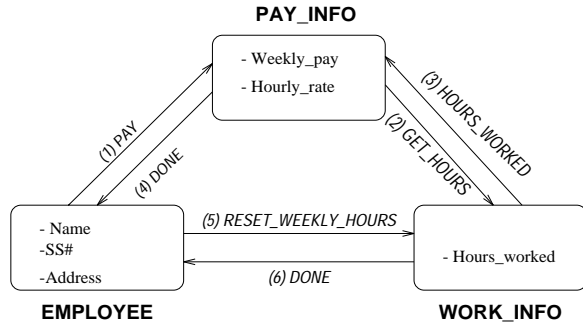 PAY_INFO
- Weekly_pay
- Hourly_rate
(1) PAY
(4) DONE
(2) GET_HOURS
(3) HOURS_WORKED
- Name
-SS#
-Address
(5) RESET_WEEKLY_HOURS
(6) DONE
- Hours_worked
EMPLOYEE
WORK_INFO